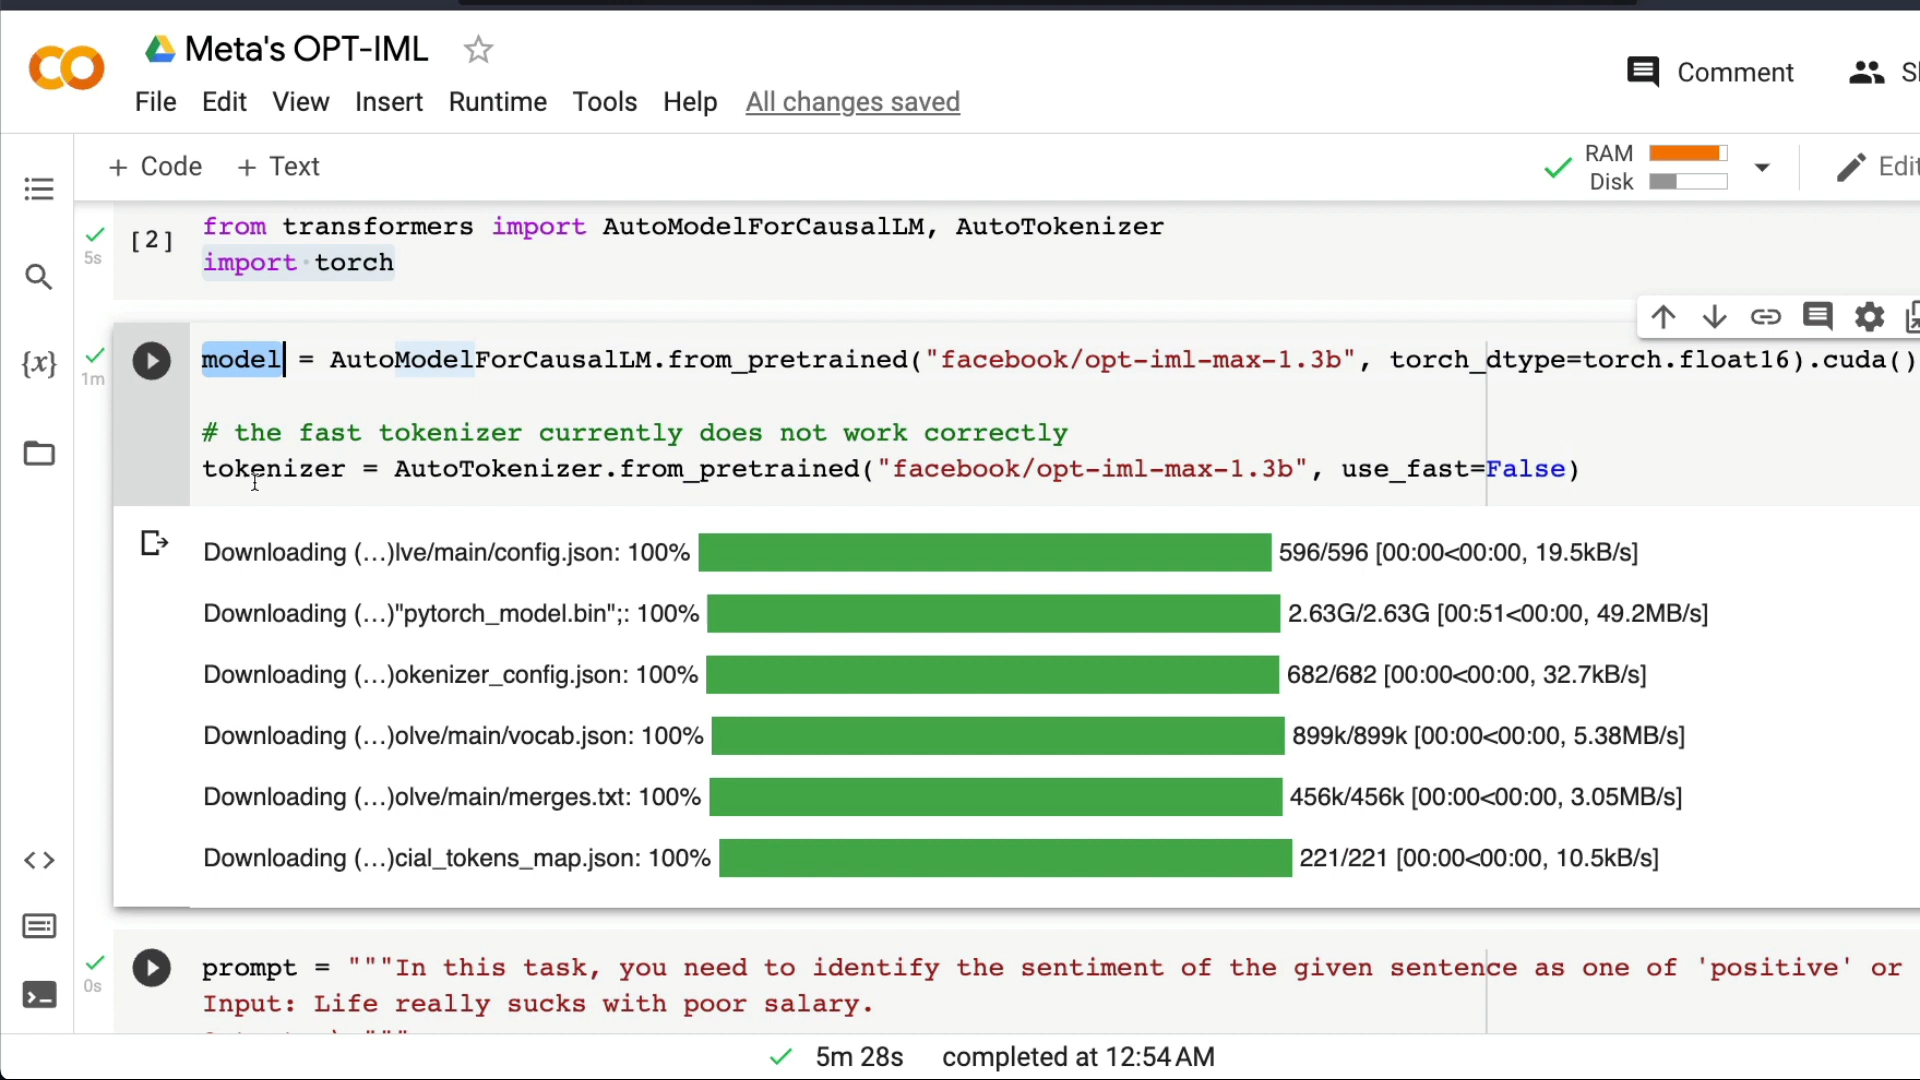 Meta's OPT-IML
Comment
File Edit View Insert Runtime Tools Help All changes saved
+ Code + Text
RAM
Disk
Edit
[2]
5s
from transformers import AutoModelForCausalLM, AutoTokenizer
import torch
{x}
1m
model = AutoModelForCausalLM.from_pretrained("facebook/opt-iml-max-1.3b", torch_dtype=torch.float16).cuda()
# the fast tokenizer currently does not work correctly
tokenizer = AutoTokenizer.from_pretrained("facebook/opt-iml-max-1.3b", use_fast=False)
Downloading (…)lve/main/config.json: 100% 596/596 [00:00<00:00, 19.5kB/s]
Downloading (…)"pytorch_model.bin";: 100% 2.63G/2.63G [00:51<00:00, 49.2MB/s]
Downloading (…)okenizer_config.json: 100% 682/682 [00:00<00:00, 32.7kB/s]
Downloading (…)olve/main/vocab.json: 100% 899k/899k [00:00<00:00, 5.38MB/s]
Downloading (…)olve/main/merges.txt: 100% 456k/456k [00:00<00:00, 3.05MB/s]
Downloading (…)cial_tokens_map.json: 100% 221/221 [00:00<00:00, 10.5kB/s]
0s
prompt = """In this task, you need to identify the sentiment of the given sentence as one of 'positive' or
Input: Life really sucks with poor salary.
5m 28s completed at 12:54 AM